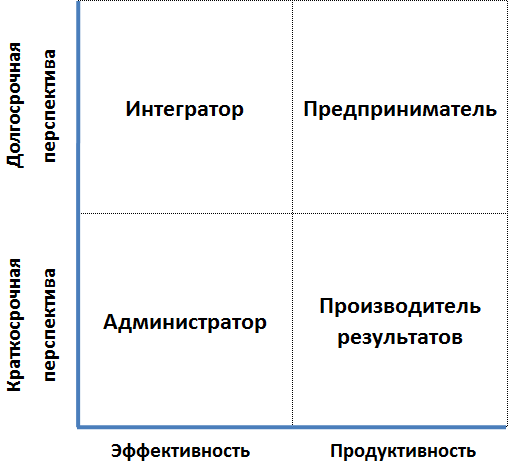 Долгосрочная
перспектива
Интегратор
Предприниматель
Краткосрочная
перспектива
Администратор
Производитель
результатов
Эффективность
Продуктивность